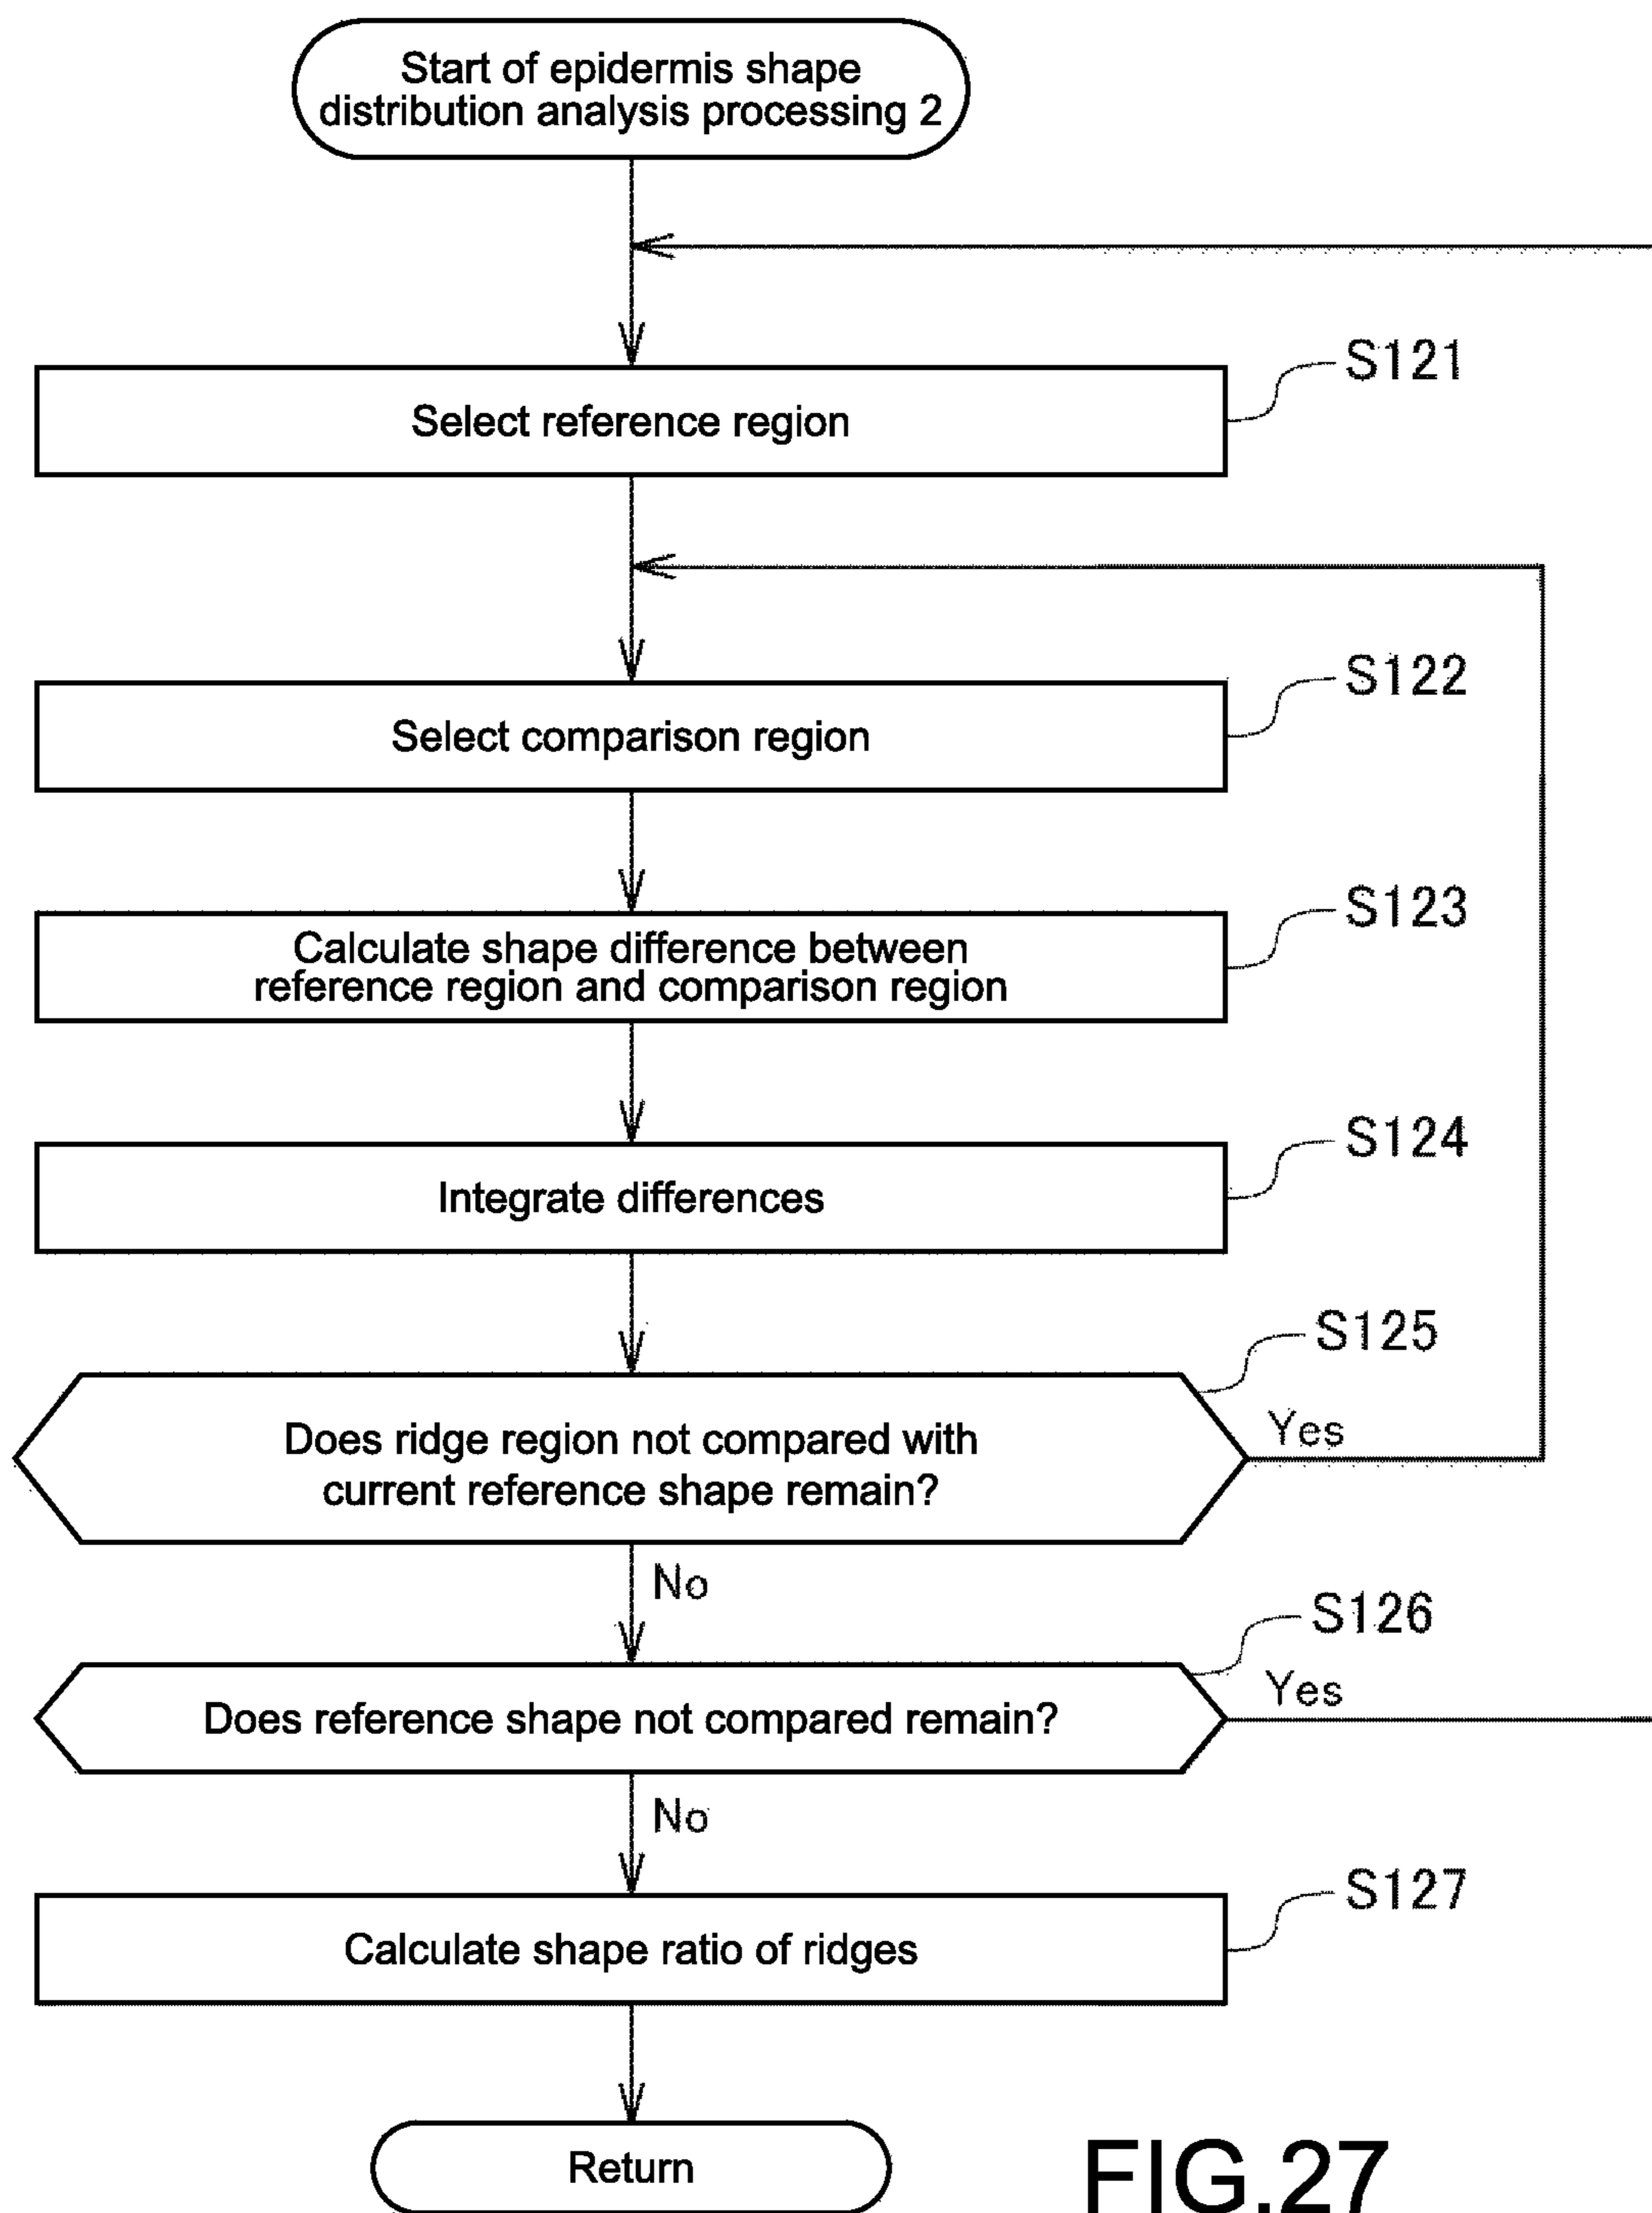 Start of epidermis shape
distribution analysis processing 2
S121
Select reference region
S122
Select comparison region
S123
Calculate shape difference between
reference region and comparison region
S124
Integrate differences
S125
Does ridge region not compared with
current reference shape remain?
Yes
No
S126
Does reference shape not compared remain?
Yes
No
S127
Calculate shape ratio of ridges
Return
FIG.27